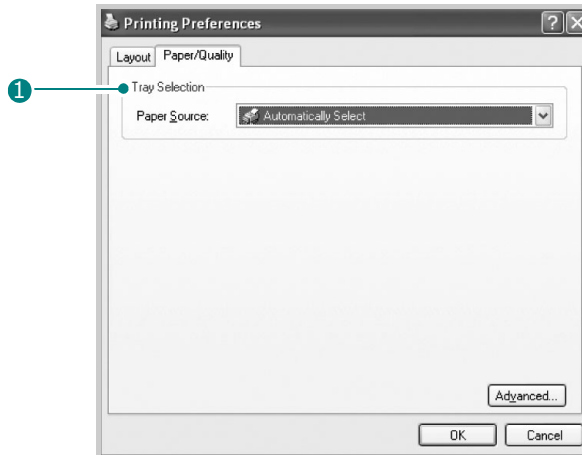 Printing Preferences
Layout Paper/Quality
1 Tray Selection
Paper Source: Automatically Select
Advanced...
OK Cancel